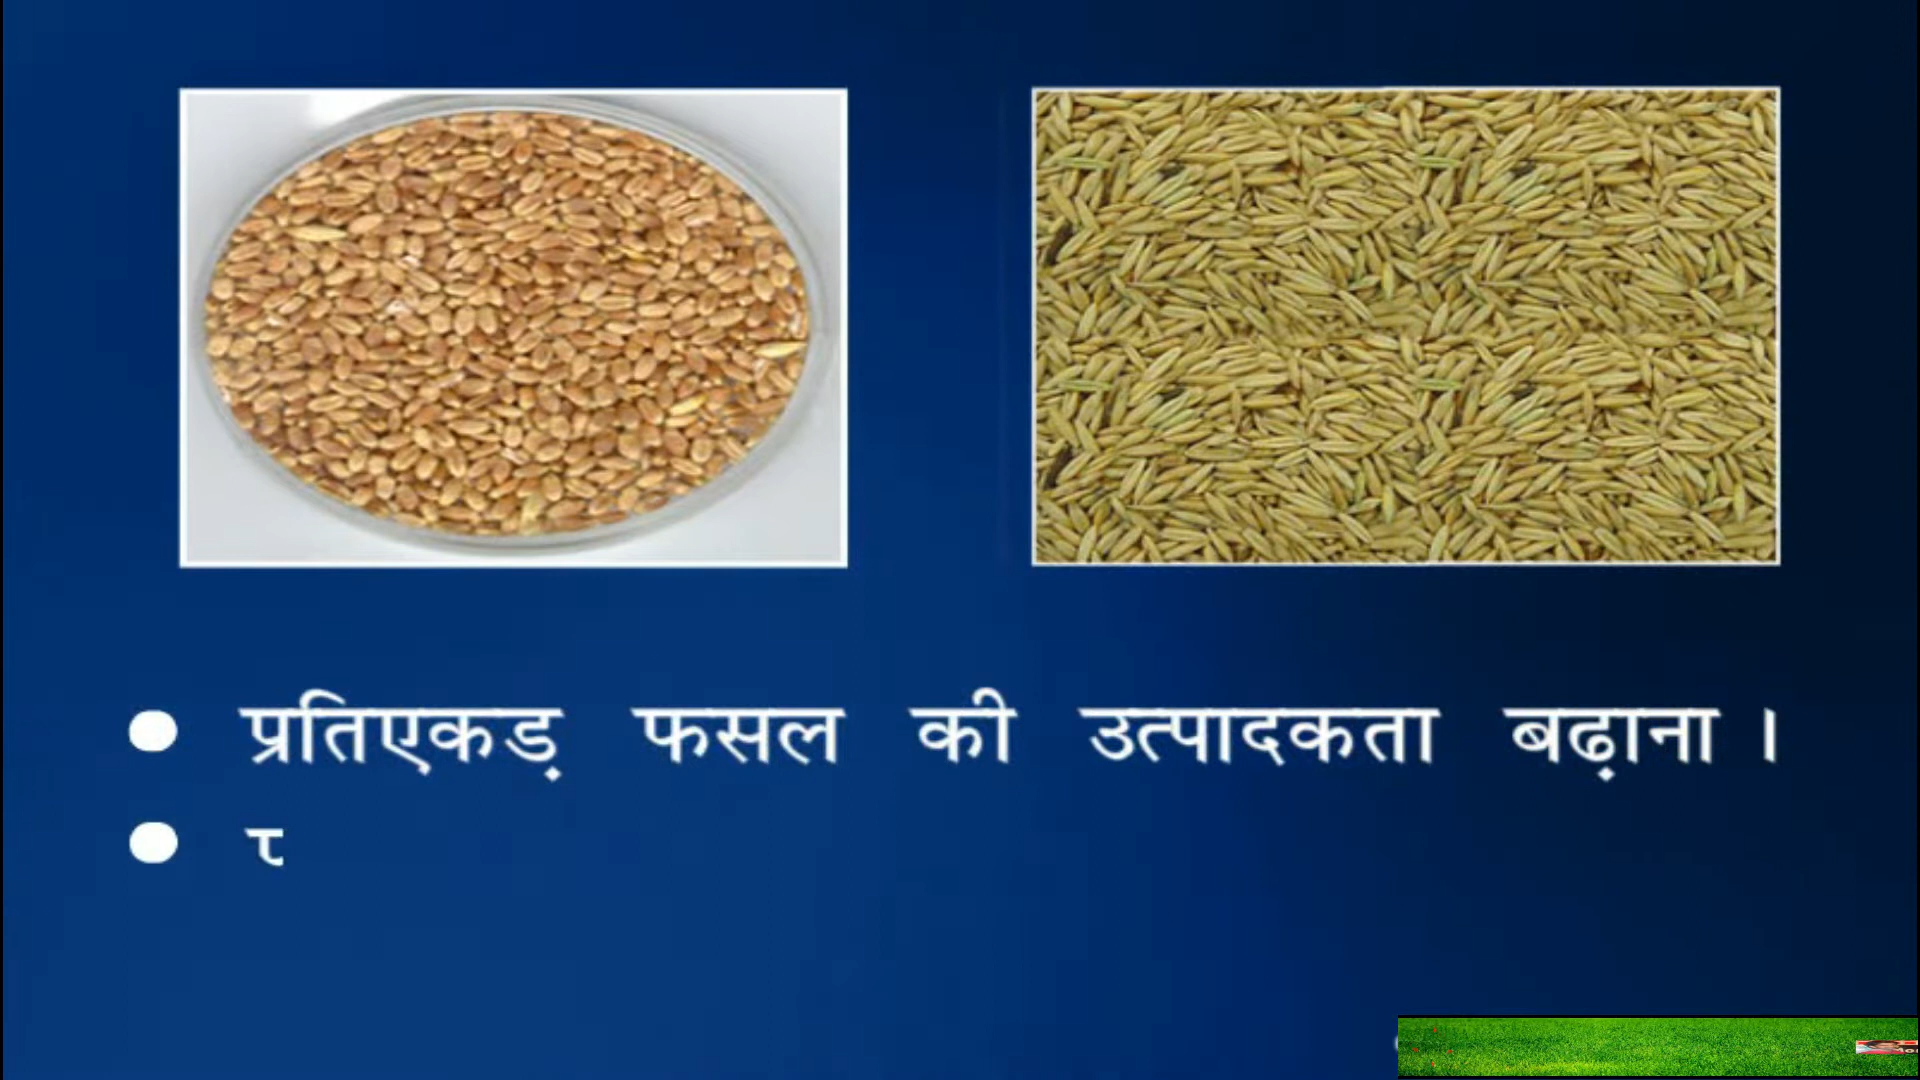 • प्रतिएकड़ फसल की उत्पादकता बढ़ाना ।